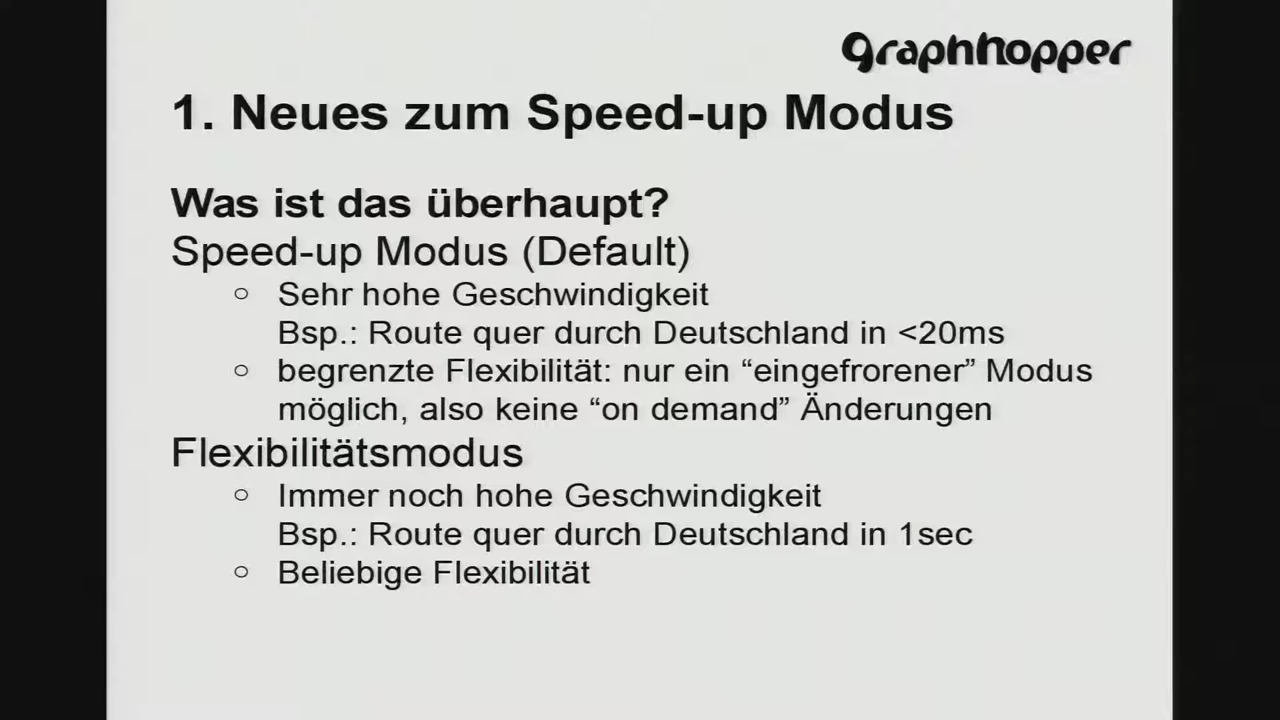 graphhopper
1. Neues zum Speed-up Modus
Was ist das überhaupt?
Speed-up Modus (Default)
○ Sehr hohe Geschwindigkeit
Bsp.: Route quer durch Deutschland in <20ms
○ begrenzte Flexibilität: nur ein “eingefrorener” Modus
möglich, also keine “on demand” Änderungen
Flexibilitätsmodus
○ Immer noch hohe Geschwindigkeit
Bsp.: Route quer durch Deutschland in 1sec
○ Beliebige Flexibilität